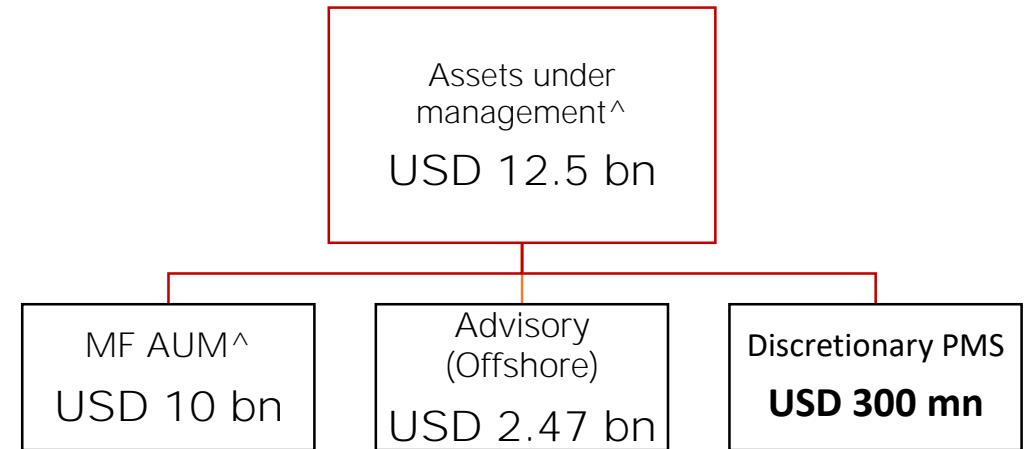 Assets under
management^
USD 12.5 bn
MF AUM^
USD 10 bn
Advisory
(Offshore)
USD 2.47 bn
Discretionary PMS
USD 300 mn